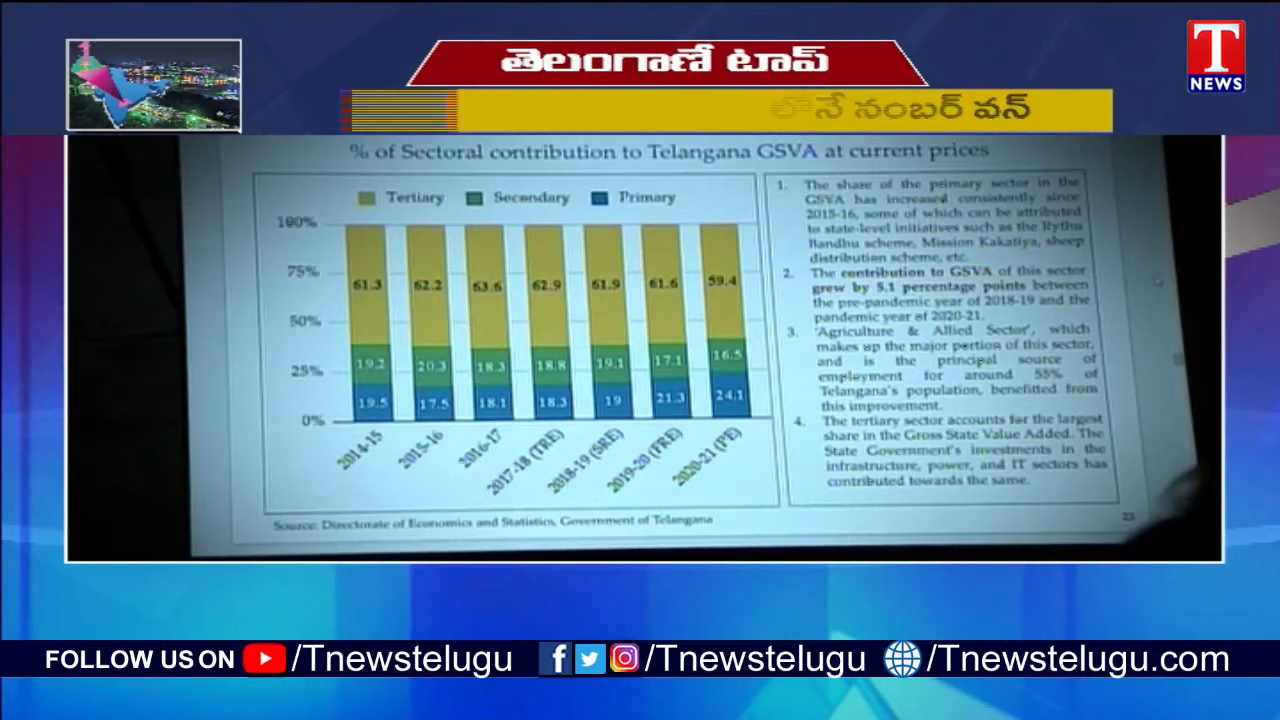 తెలంగాణే టాప్
T
NEWS
నే నంబర్ వన్
% of Sectoral contribution to Telangana GSVA at current prices
Tertiary Secondary Primary
100%
75%
50%
25%
0%
61.3 62.2 63.6 62.9 61.9 61.6 59.4
19.2 20.3 18.3 18.8 19.1 17.1 16.5
19.5 17.5 18.1 18.3 19 21.3 24.1
2014-15 2015-16 2016-17 2017-18 (TRE) 2018-19 (SRE) 2019-20 (FRE) 2020-21 (PE)
Source: Directorate of Economics and Statistics, Government of Telangana
1. The share of the primary sector in the
GSVA has increased consistently since
2015-16, some of which can be attributed
to state-level initiatives such as the Rythu
Bandhu scheme, Mission Kakatiya, sheep
distribution scheme, etc.
2. The contribution to GSVA of this sector
grew by 5.1 percentage points between
the pre-pandemic year of 2018-19 and the
pandemic year of 2020-21.
3. 'Agriculture & Allied Sector', which
makes up the major portion of this sector,
and is the principal source of
employment for around 55% of
Telangana's population, benefitted from
this improvement.
4. The tertiary sector accounts for the largest
share in the Gross State Value Added. The
State Government's investments in the
infrastructure, power, and IT sectors has
contributed towards the same.
23
FOLLOW US ON /Tnewstelugu /Tnewstelugu /Tnewstelugu.com